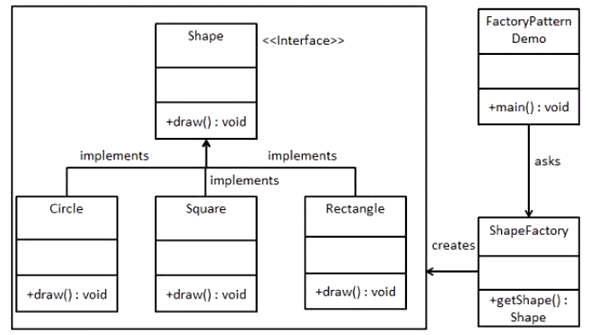 Shape
<<Interface>>
+draw() : void
implements
implements
implements
Circle
+draw() : void
Square
+draw() : void
Rectangle
+draw() : void
FactoryPattern
Demo
+main() : void
asks
ShapeFactory
+getShape() :
Shape
creates